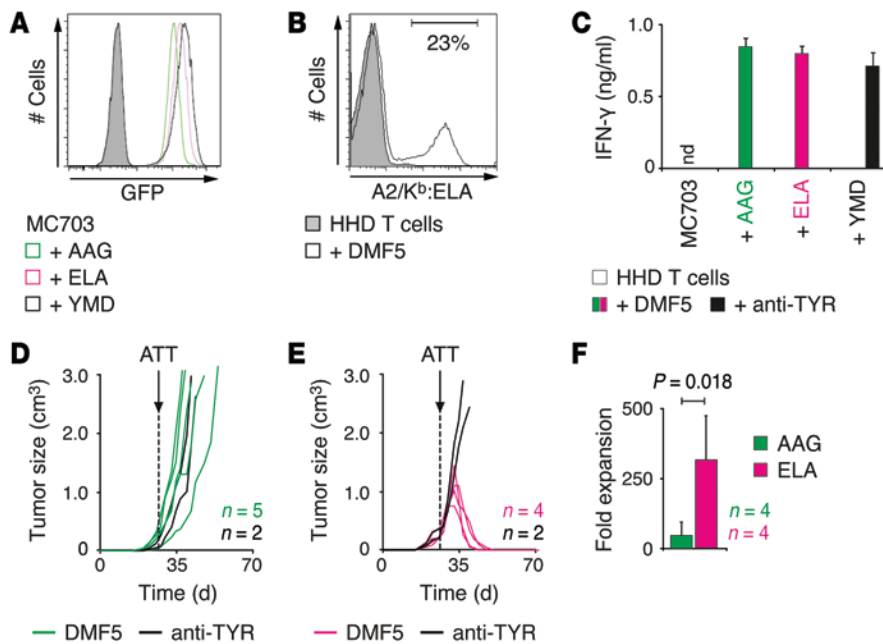 A
# Cells
GFP
MC703
+ AAG
+ ELA
+ YMD
B
23%
# Cells
A2/Kᵇ:ELA
HHD T cells
+ DMF5
C
IFN-γ (ng/ml)
1.0
0.5
0
nd
MC703
+ AAG
+ ELA
+ YMD
HHD T cells
+ DMF5 + anti-TYR
D
ATT
Tumor size (cm³)
3.0
2.0
1.0
0
n = 5
n = 2
0 35 70
Time (d)
DMF5 anti-TYR
E
ATT
Tumor size (cm³)
3.0
2.0
1.0
0
n = 4
n = 2
0 35 70
Time (d)
DMF5 anti-TYR
F
P = 0.018
Fold expansion
500
250
0
AAG
ELA
n = 4
n = 4